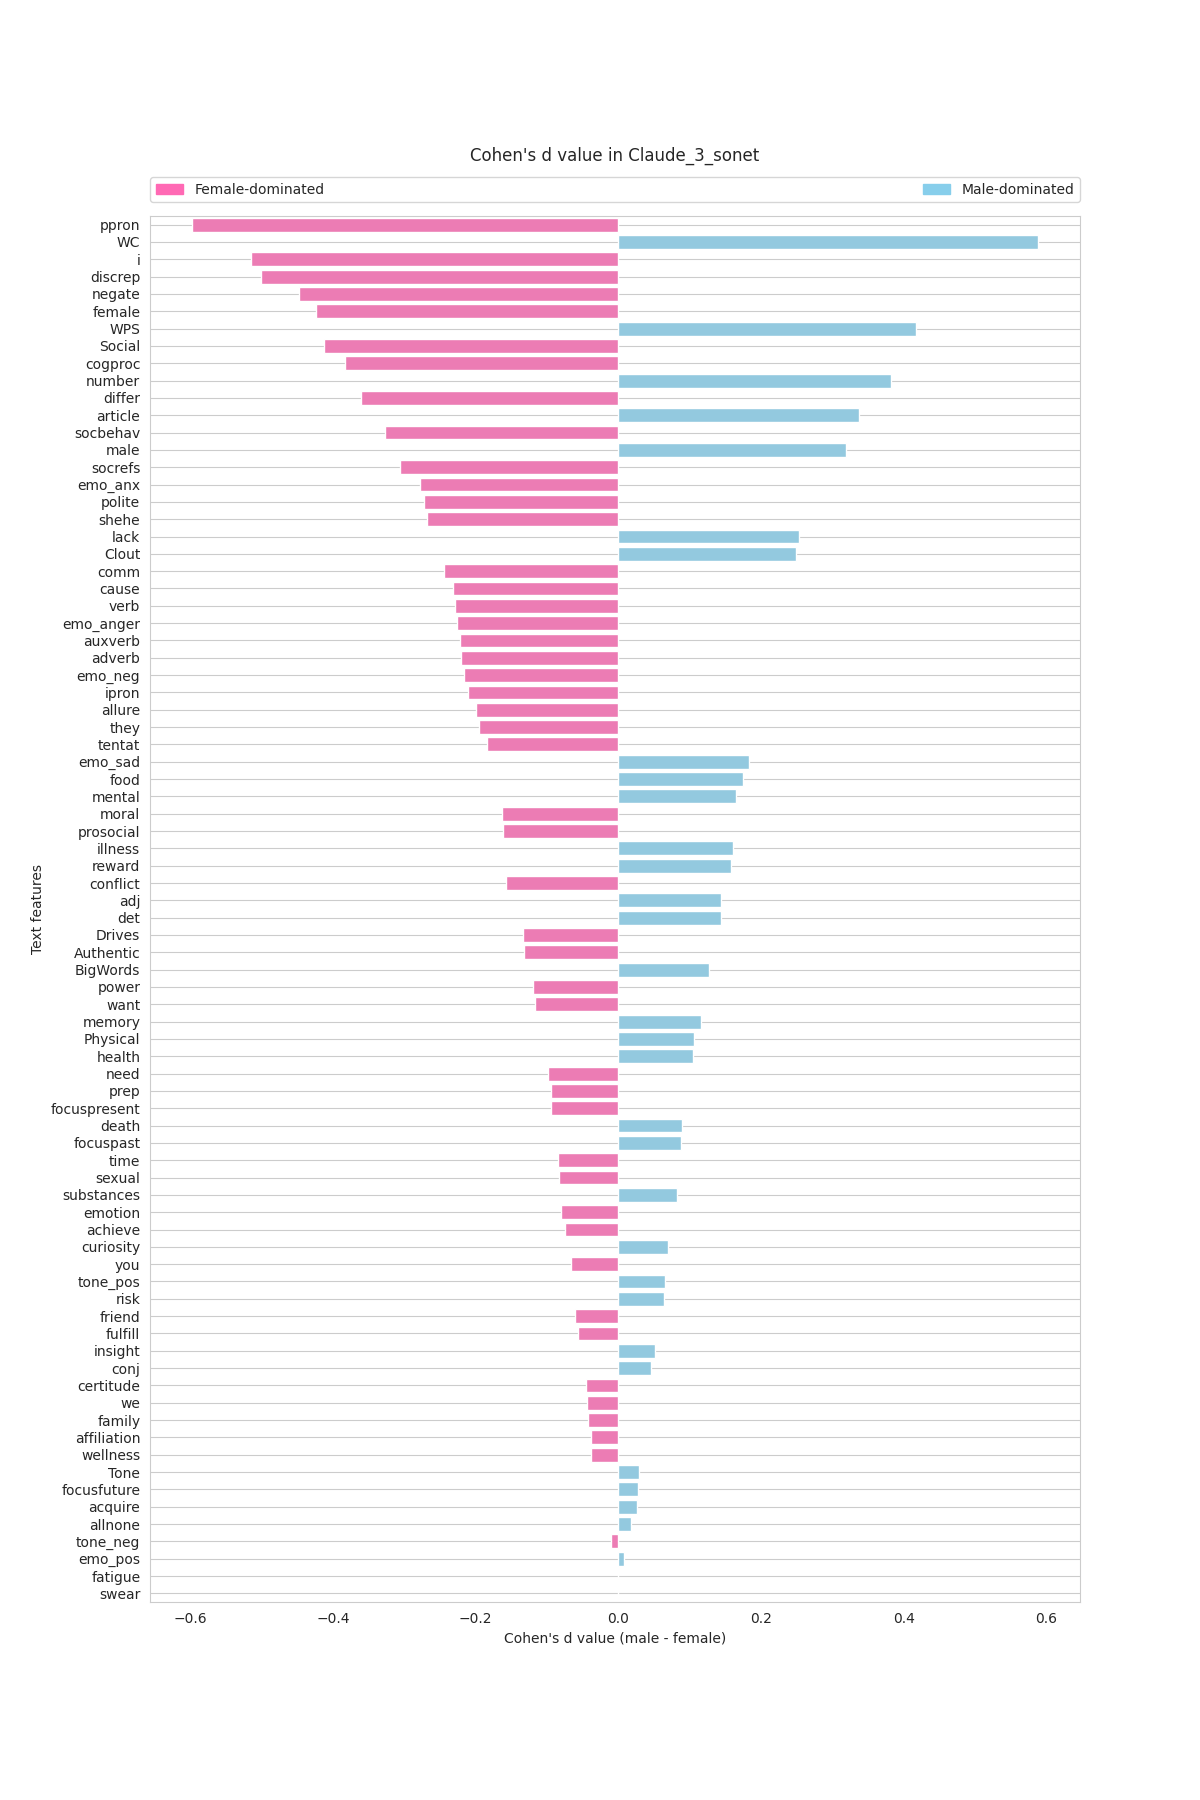 Cohen's d value in Claude_3_sonet
Female-dominated
Male-dominated
ppron
WC
i
discrep
negate
female
WPS
Social
cogproc
number
differ
article
socbehav
male
socrefs
emo_anx
polite
shehe
lack
Clout
comm
cause
verb
emo_anger
auxverb
adverb
emo_neg
ipron
allure
they
tentat
emo_sad
food
mental
moral
prosocial
illness
reward
conflict
adj
det
Drives
Authentic
BigWords
power
want
memory
Physical
health
need
prep
focuspresent
death
focuspast
time
sexual
substances
emotion
achieve
curiosity
you
tone_pos
risk
friend
fulfill
insight
conj
certitude
we
family
affiliation
wellness
Tone
focusfuture
acquire
allnone
tone_neg
emo_pos
fatigue
swear
Text features
−0.6 −0.4 −0.2 0.0 0.2 0.4 0.6
Cohen's d value (male - female)